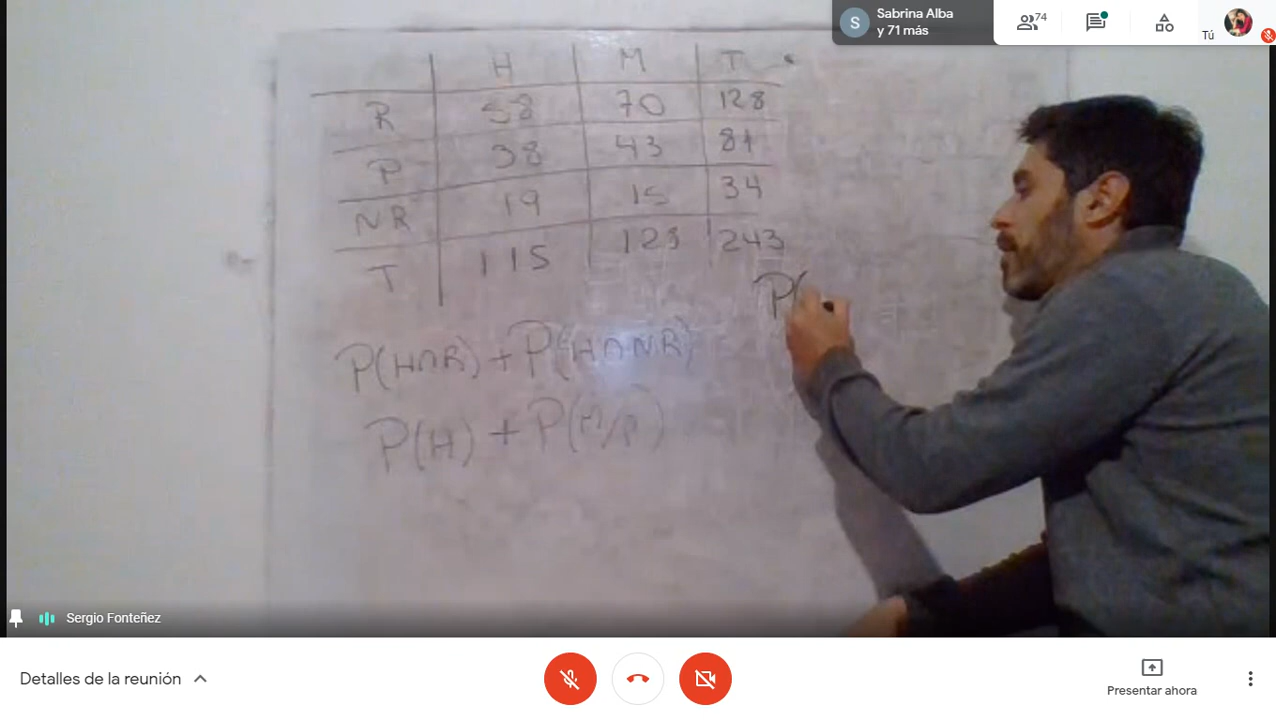 Sabrina Alba
y 71 más
S
74
Tú
H M T
R 58 70 128
P 38 43 81
NR 19 15 34
T 115 123 243
P(
P(H∩R) + P(H∩NR)
P(H) + P(M/P)
Sergio Fonteñez
Detalles de la reunión
Presentar ahora